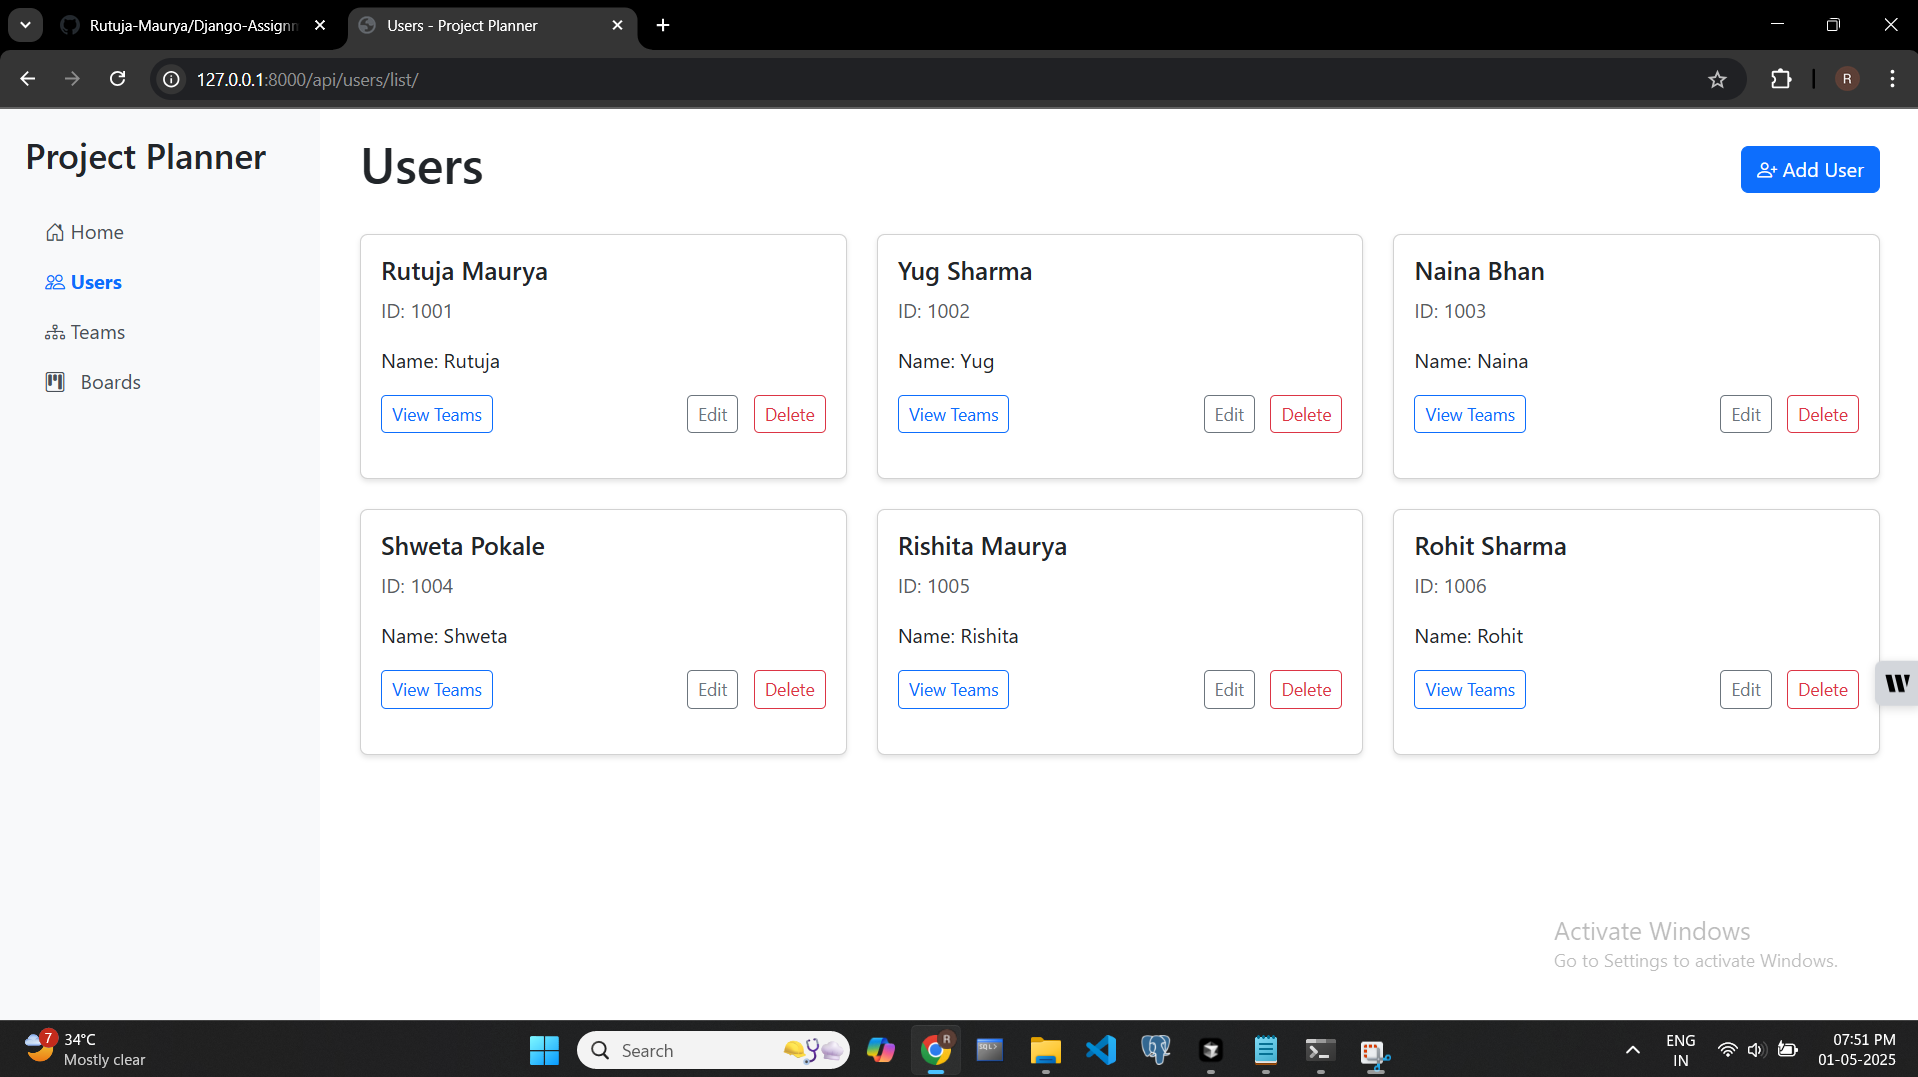 Rutuja-Maurya/Django-Assignm
Users - Project Planner
127.0.0.1:8000/api/users/list/
R
Project Planner
Home
Users
Teams
Boards
Users
Add User
Rutuja Maurya
ID: 1001
Name: Rutuja
View Teams
Edit
Delete
Yug Sharma
ID: 1002
Name: Yug
View Teams
Edit
Delete
Naina Bhan
ID: 1003
Name: Naina
View Teams
Edit
Delete
Shweta Pokale
ID: 1004
Name: Shweta
View Teams
Edit
Delete
Rishita Maurya
ID: 1005
Name: Rishita
View Teams
Edit
Delete
Rohit Sharma
ID: 1006
Name: Rohit
View Teams
Edit
Delete
W
Activate Windows
Go to Settings to activate Windows.
7
34°C
Mostly clear
Search
R
SQL>
ENG
IN
07:51 PM
01-05-2025